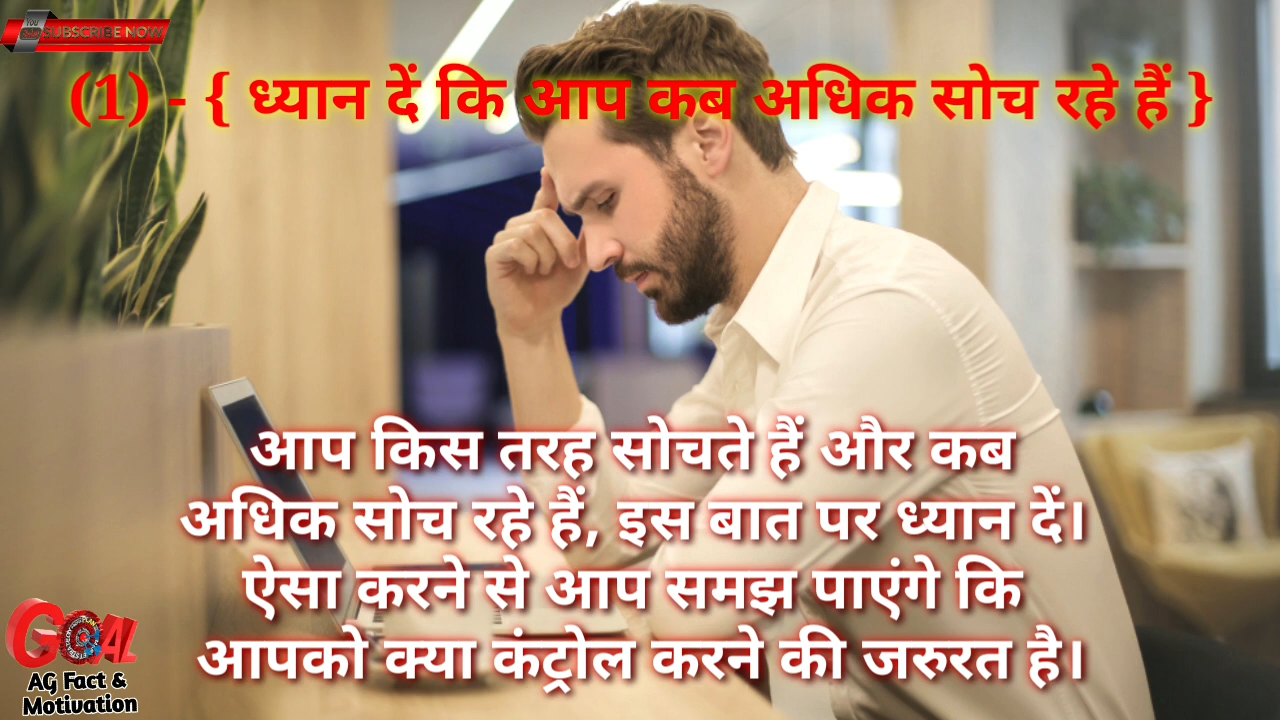 YOU
SUBSCRIBE NOW
(1) - { ध्यान दें कि आप कब अधिक सोच रहे हैं }
आप किस तरह सोचते हैं और कब
अधिक सोच रहे हैं, इस बात पर ध्यान दें।
ऐसा करने से आप समझ पाएंगे कि
आपको क्या कंट्रोल करने की जरुरत है।
GOAL
AG Fact &
Motivation